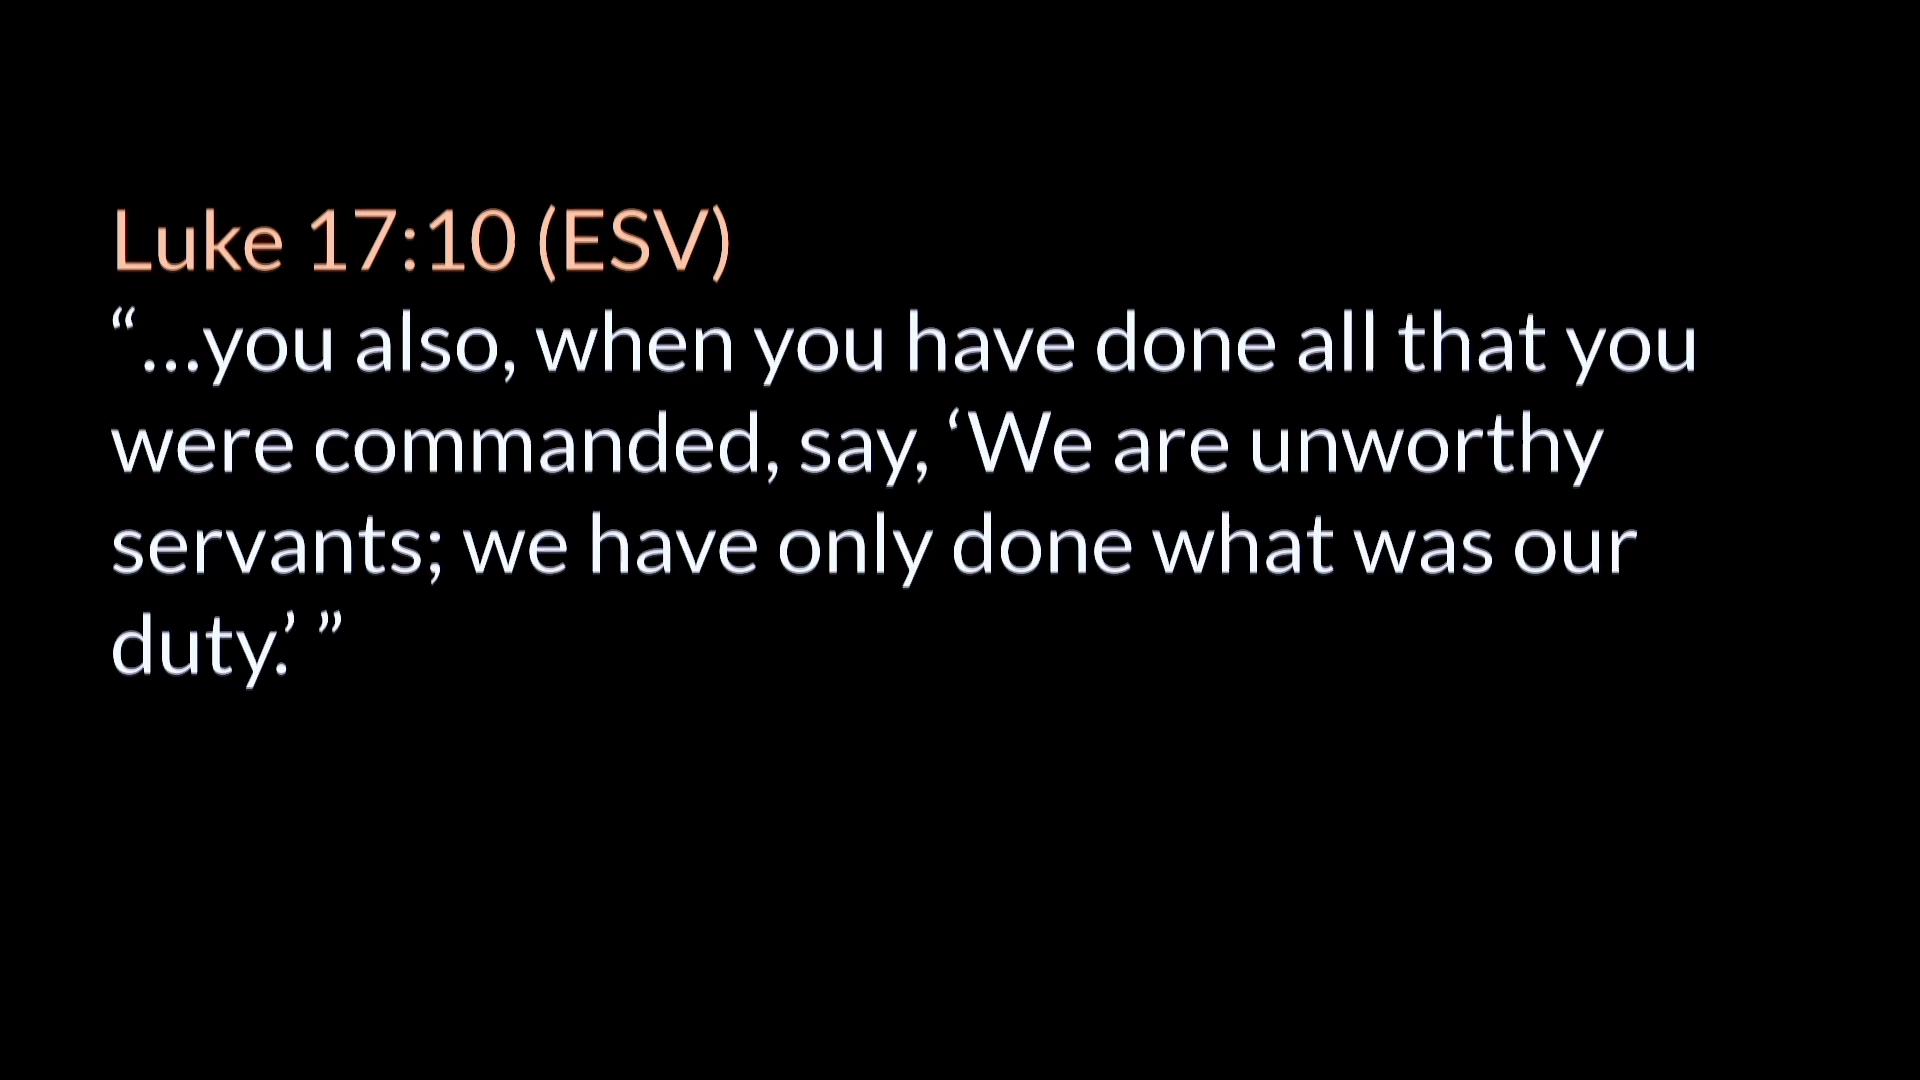 Luke 17:10 (ESV)
“…you also, when you have done all that you
were commanded, say, ‘We are unworthy
servants; we have only done what was our
duty.’ ”